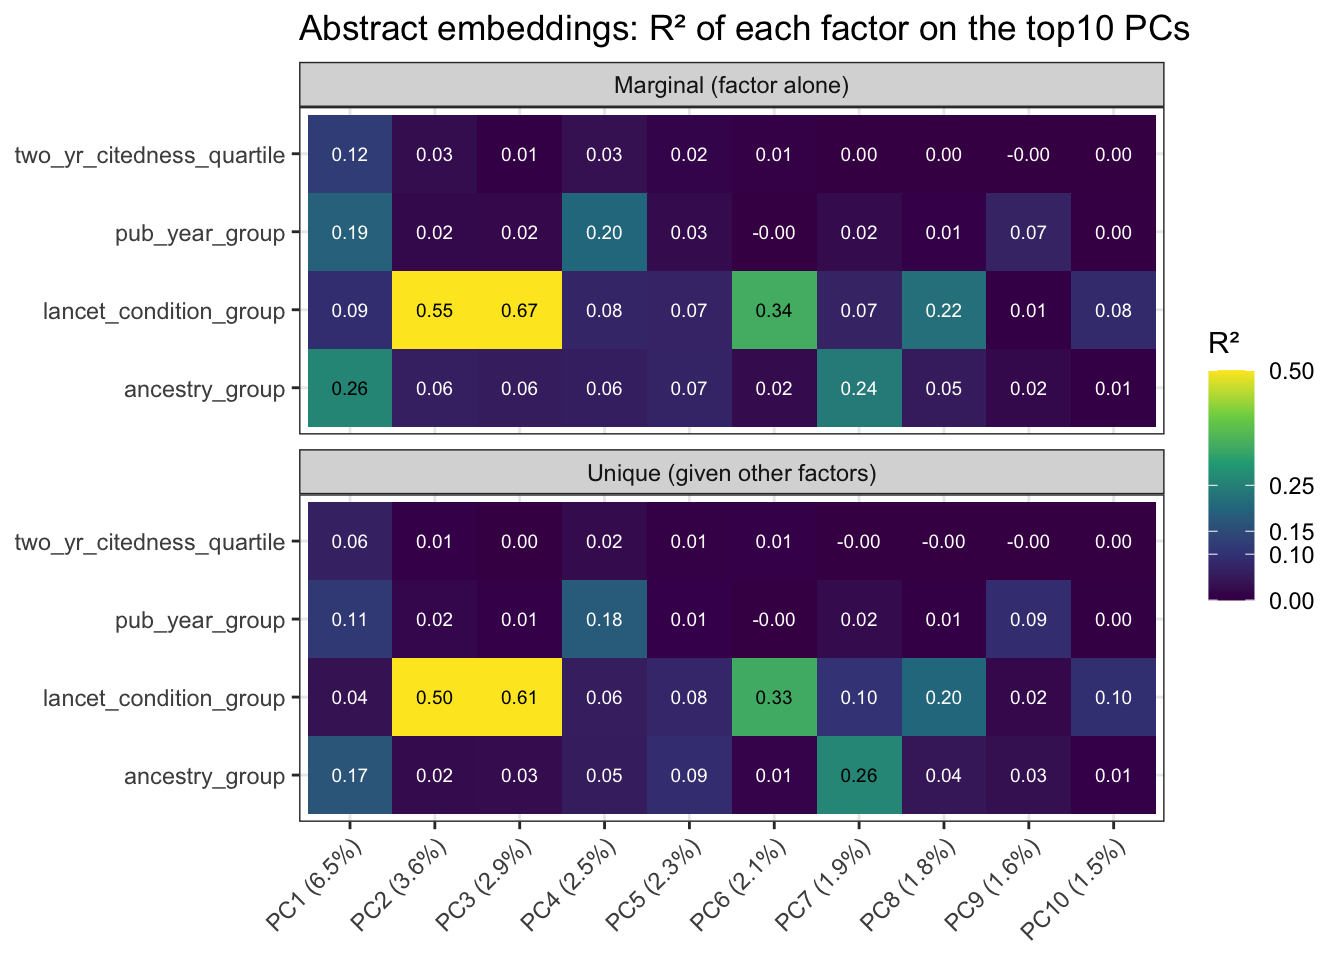 Abstract embeddings: R² of each factor on the top10 PCs
Marginal (factor alone)
two_yr_citedness_quartile 0.12 0.03 0.01 0.03 0.02 0.01 0.00 0.00 -0.00 0.00
pub_year_group 0.19 0.02 0.02 0.20 0.03 -0.00 0.02 0.01 0.07 0.00
lancet_condition_group 0.09 0.55 0.67 0.08 0.07 0.34 0.07 0.22 0.01 0.08
ancestry_group 0.26 0.06 0.06 0.06 0.07 0.02 0.24 0.05 0.02 0.01
Unique (given other factors)
two_yr_citedness_quartile 0.06 0.01 0.00 0.02 0.01 0.01 -0.00 -0.00 -0.00 0.00
pub_year_group 0.11 0.02 0.01 0.18 0.01 -0.00 0.02 0.01 0.09 0.00
lancet_condition_group 0.04 0.50 0.61 0.06 0.08 0.33 0.10 0.20 0.02 0.10
ancestry_group 0.17 0.02 0.03 0.05 0.09 0.01 0.26 0.04 0.03 0.01
PC1 (6.5%) PC2 (3.6%) PC3 (2.9%) PC4 (2.5%) PC5 (2.3%) PC6 (2.1%) PC7 (1.9%) PC8 (1.8%) PC9 (1.6%) PC10 (1.5%)
R²
0.50
0.25
0.15
0.10
0.00